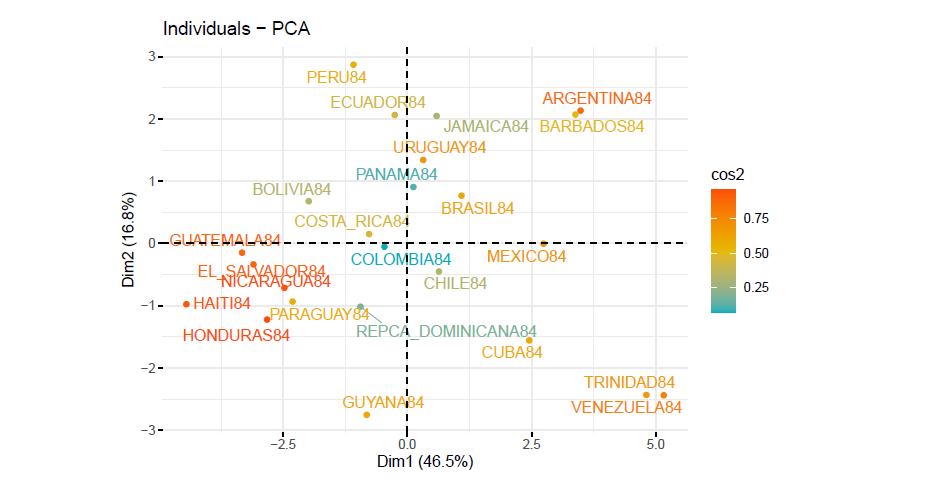 Individuals − PCA
3
PERU84
ECUADOR84
ARGENTINA84
2
JAMAICA84
BARBADOS84
URUGUAY84
PANAMA84
cos2
1
BOLIVIA84
BRASIL84
0.75
COSTA_RICA84
GUATEMALA84
0
COLOMBIA84
MEXICO84
0.50
EL_SALVADOR84
NICARAGUA84
CHILE84
0.25
−1
HAITI84
PARAGUAY84
HONDURAS84
REPCA_DOMINICANA84
CUBA84
−2
TRINIDAD84
GUYANA84
VENEZUELA84
−3
Dim2 (16.8%)
−2.5 0.0 2.5 5.0
Dim1 (46.5%)